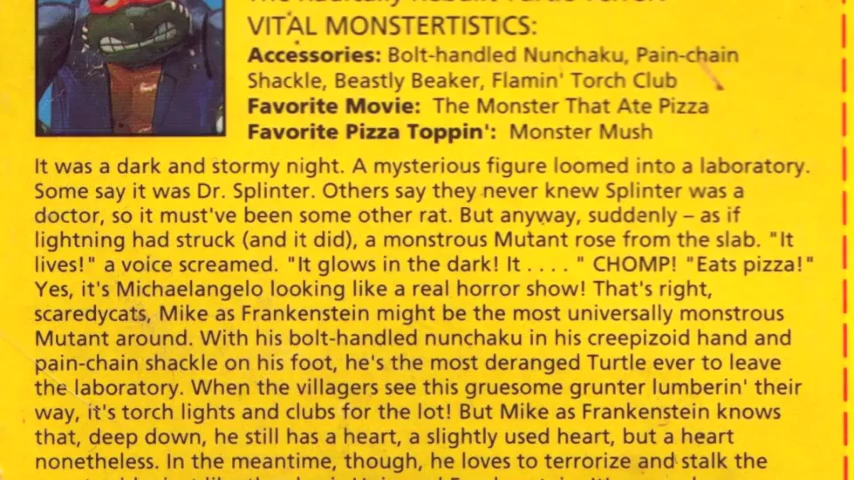 VITAL MONSTERTISTICS:
Accessories: Bolt-handled Nunchaku, Pain-chain
Shackle, Beastly Beaker, Flamin' Torch Club
Favorite Movie: The Monster That Ate Pizza
Favorite Pizza Toppin': Monster Mush
It was a dark and stormy night. A mysterious figure loomed into a laboratory.
Some say it was Dr. Splinter. Others say they never knew Splinter was a
doctor, so it must've been some other rat. But anyway, suddenly – as if
lightning had struck (and it did), a monstrous Mutant rose from the slab. "It
lives!" a voice screamed. "It glows in the dark! It . . . . " CHOMP! "Eats pizza!"
Yes, it's Michaelangelo looking like a real horror show! That's right,
scaredycats, Mike as Frankenstein might be the most universally monstrous
Mutant around. With his bolt-handled nunchaku in his creepizoid hand and
pain-chain shackle on his foot, he's the most deranged Turtle ever to leave
the laboratory. When the villagers see this gruesome grunter lumberin' their
way, it's torch lights and clubs for the lot! But Mike as Frankenstein knows
that, deep down, he still has a heart, a slightly used heart, but a heart
nonetheless. In the meantime, though, he loves to terrorize and stalk the